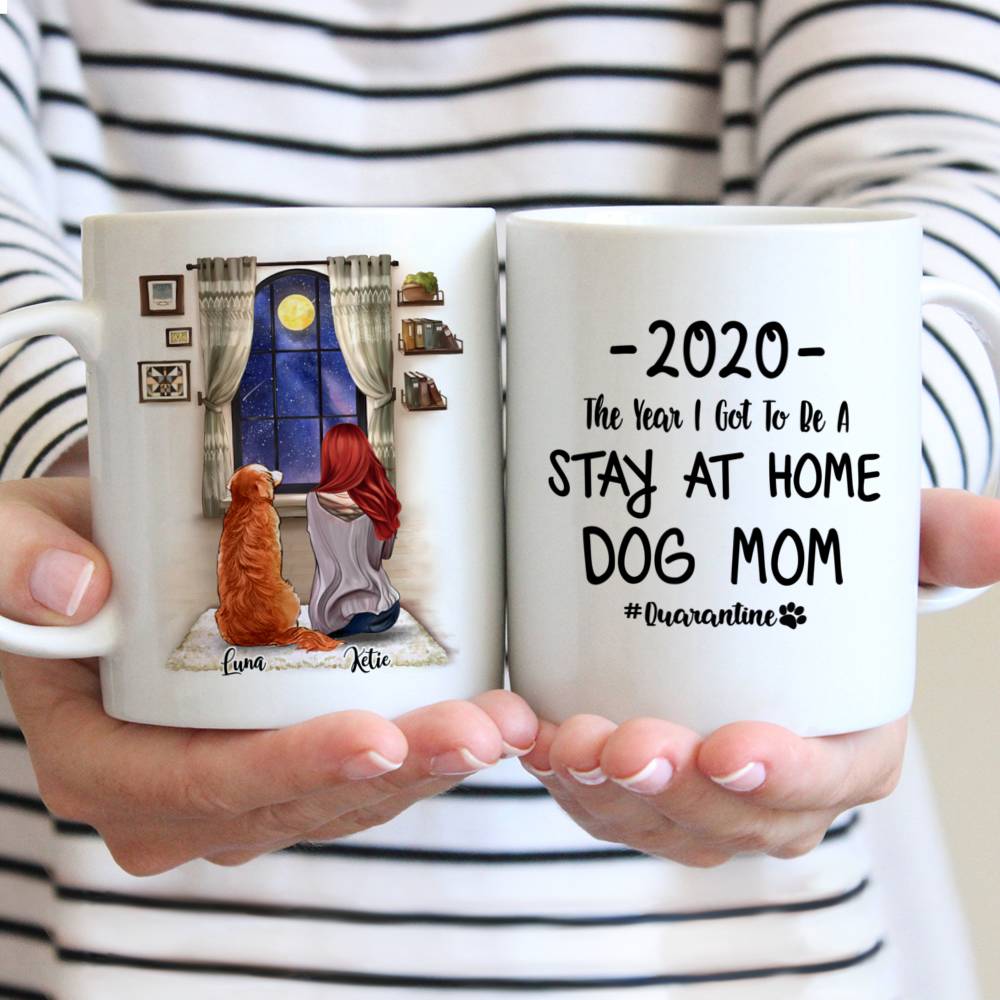 Luna Ketie
- 2020 -
The Year I Got To Be A
STAY AT HOME
DOG MOM
#Quarantine